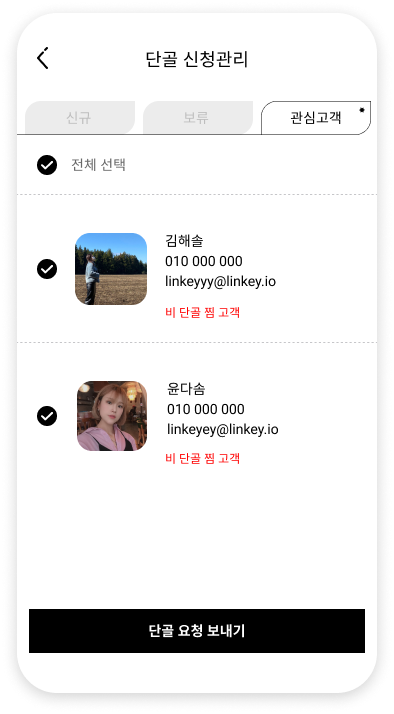 단골 신청관리
신규
보류
관심고객
전체 선택
김해솔
010 000 000
linkeyyy@linkey.io
비 단골 찜 고객
윤다솜
010 000 000
linkeyey@linkey.io
비 단골 찜 고객
단골 요청 보내기